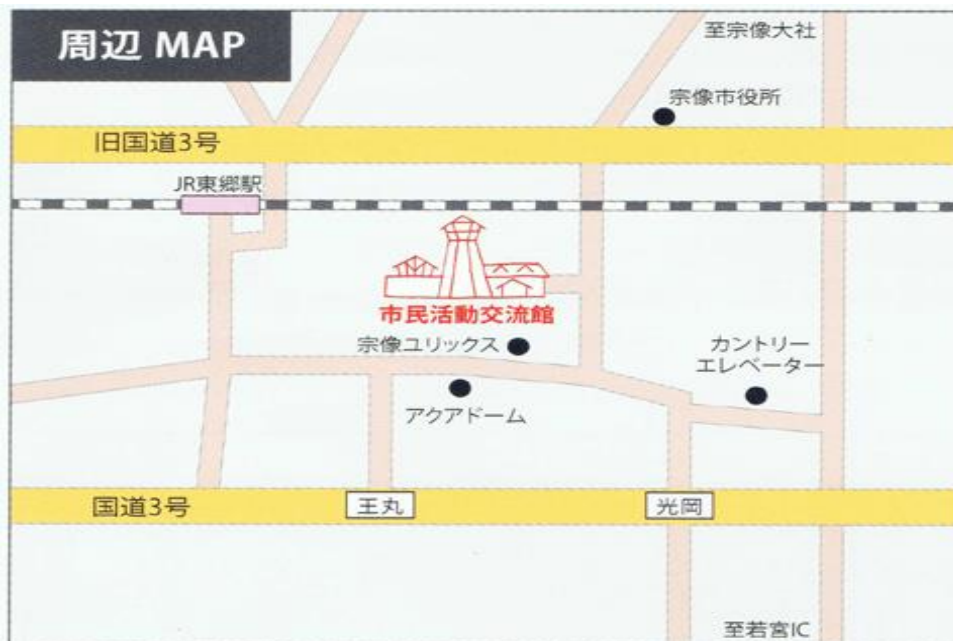 周辺 MAP
至宗像大社
宗像市役所
旧国道3号
JR東郷駅
市民活動交流館
宗像ユリックス
カントリー
エレベーター
アクアドーム
国道3号
王丸
光岡
至若宮IC